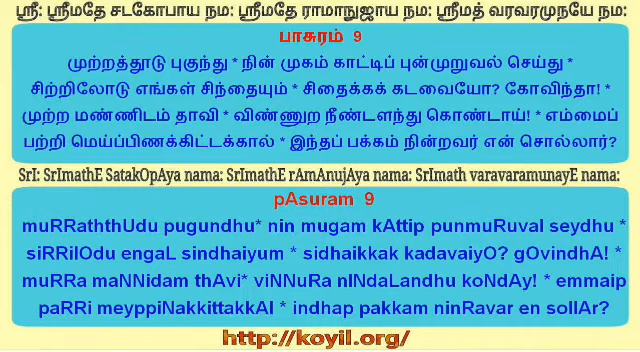 ஸ்ரீ: ஸ்ரீமதே சடகோபாய நம: ஸ்ரீமதே ராமாநுஜாய நம: ஸ்ரீமத் வரவரமுநயே நம:
பாசுரம் 9
முற்றத்தூடு புகுந்து * நின் முகம் காட்டிப் புன்முறுவல் செய்து *
சிற்றிலோடு எங்கள் சிந்தையும் * சிதைக்கக் கடவையோ? கோவிந்தா! *
முற்ற மண்ணிடம் தாவி * விண்ணுற நீண்டளந்து கொண்டாய்! * எம்மைப்
பற்றி மெய்ப்பிணக்கிட்டக்கால் * இந்தப் பக்கம் நின்றவர் என் சொல்லார்?
SrI: SrImathE SatakOpAya nama: SrImathE rAmAnujAya nama: SrImath varavaramunayE nama:
pAsuram 9
muRRaththUdu pugundhu* nin mugam kAttip punmuRuval seydhu *
siRRilOdu engaL sindhaiyum * sidhaikkak kadavaiyO? gOvindhA! *
muRRa maNNidam thAvi* viNNuRa nINdaLandhu koNdAy! * emmaip
paRRi meyppiNakkittakkAl * indhap pakkam ninRavar en sollAr?
http://koyil.org/